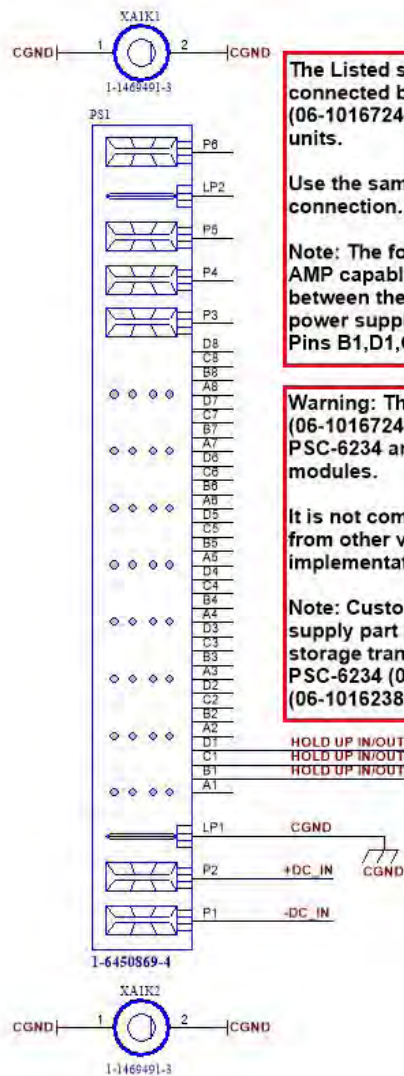 XAIK1
CGND 1 2 CGND
1-1469491-3
PS1
P6
LP2
P5
P4
P3
D8
C8
B8
A8
D7
C7
B7
A7
D6
C6
B6
A6
D5
C5
B5
A5
D4
C4
B4
A4
D3
C3
B3
A3
D2
C2
B2
A2
D1 HOLD UP IN/OUT
C1 HOLD UP IN/OUT
B1 HOLD UP IN/OUT
A1
LP1 CGND
CGND
P2 +DC_IN
P1 -DC_IN
1-6450869-4
XAIK2
CGND 1 2 CGND
1-1469491-3
The Listed s
connected b
(06-1016724
units.
Use the sam
connection.
Note: The fo
AMP capabl
between the
power suppl
Pins B1,D1,
Warning: Th
(06-1016724
PSC-6234 a
modules.
It is not com
from other v
implementat
Note: Custo
supply part
storage tran
PSC-6234 (0
(06-1016238